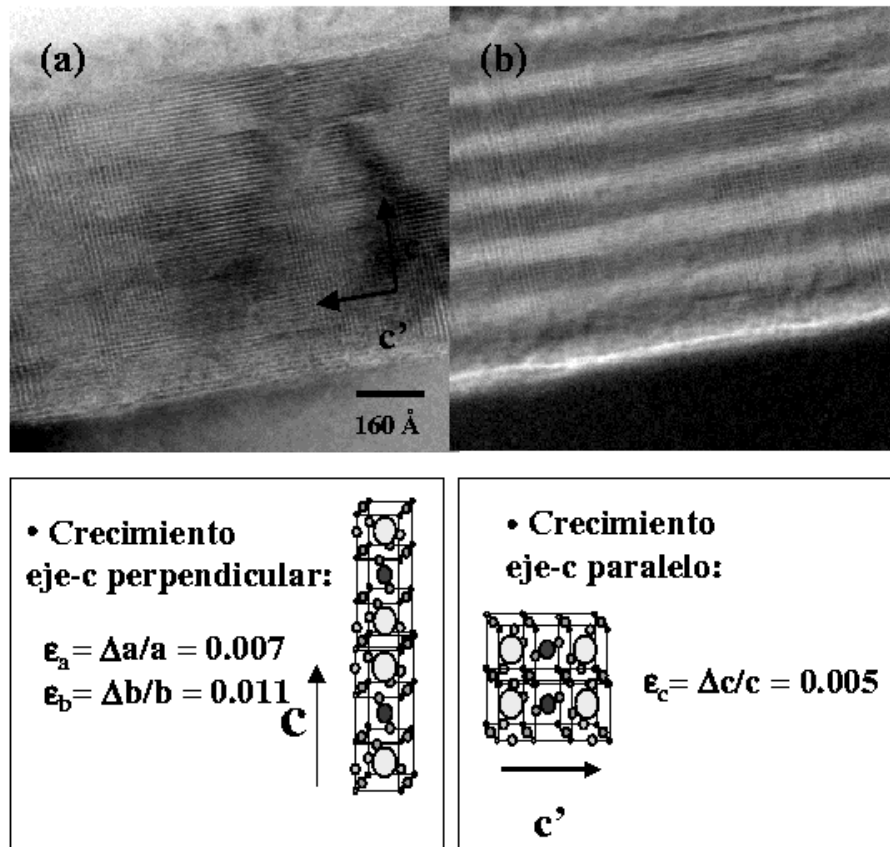 (a)
(b)
c’
160 Å
• Crecimiento
eje-c perpendicular:
εa= Δa/a = 0.007
εb= Δb/b = 0.011
c
• Crecimiento
eje-c paralelo:
εc= Δc/c = 0.005
c’